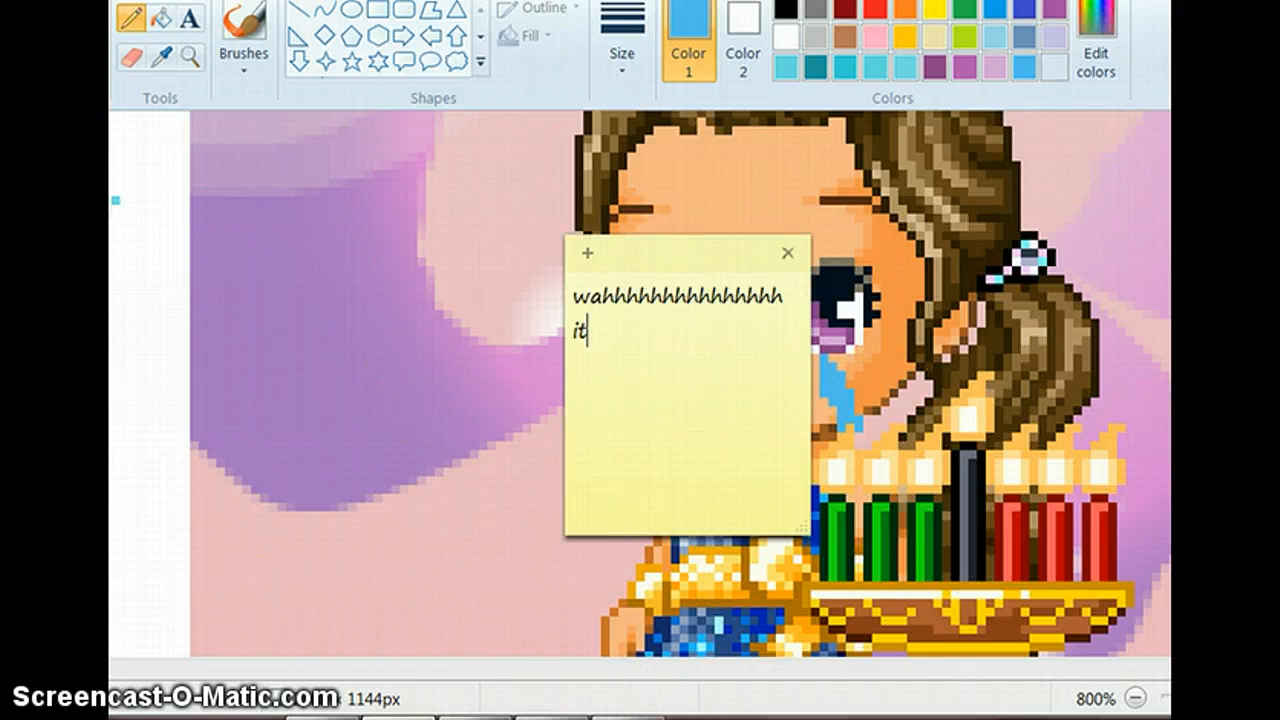 A
Outline
Fill
Brushes
Size
Color 1
Color 2
Edit colors
Tools
Shapes
Colors
wahhhhhhhhhhhhhhh
it
Screencast-O-Matic.com
1144px
800%